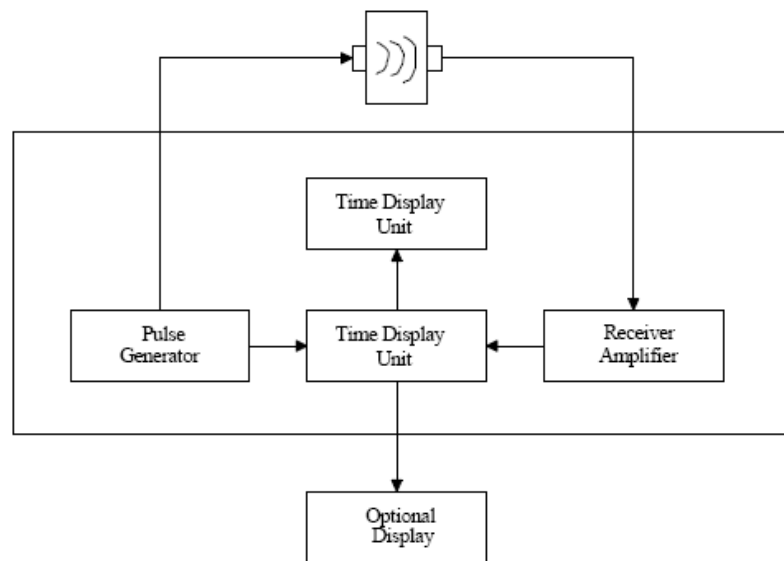 Time Display
Unit
Pulse
Generator
Time Display
Unit
Receiver
Amplifier
Optional
Display